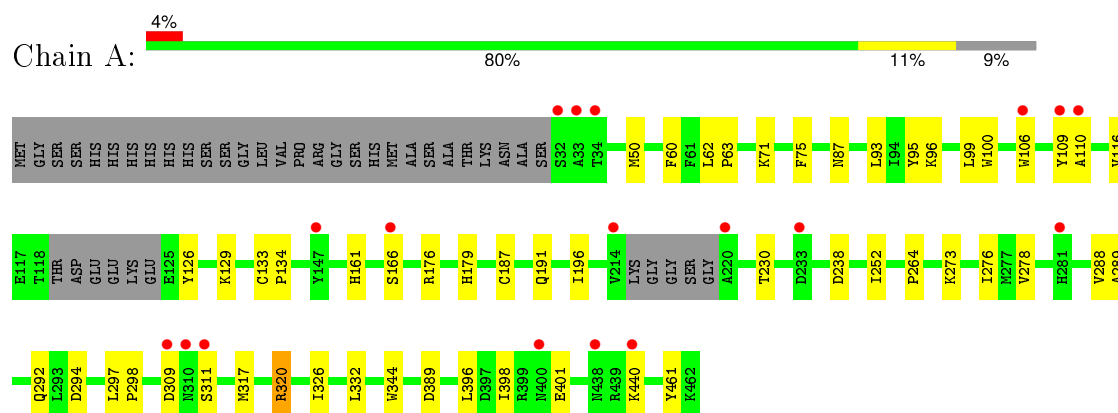 4%
Chain A:
80% 11% 9%
MET GLY SER SER HIS HIS HIS HIS HIS HIS SER SER GLY LEU VAL PRO ARG GLY SER HIS MET ALA SER ALA THR LYS ASN ALA SER S32 A33 T34 M50 F60 F61 L62 P63 K71 F75 N87 L93 I94 Y95 K96 L99 W100 W106 Y109 A110
E117 T118 THR ASP GLU GLU LYS GLU E125 Y126 K129 C133 P134 Y147 H161 S166 R176 H179 C187 Q191 I196 V214 LYS GLY GLY SER GLY A220 T230 D233 D238 I252 P264 K273 I276 M277 V278 H281 V288 A289
Q292 L293 D294 L297 P298 D309 N310 S311 M317 R320 I326 L332 W344 D389 L396 D397 I398 R399 N400 E401 N438 R439 K440 Y461 K462